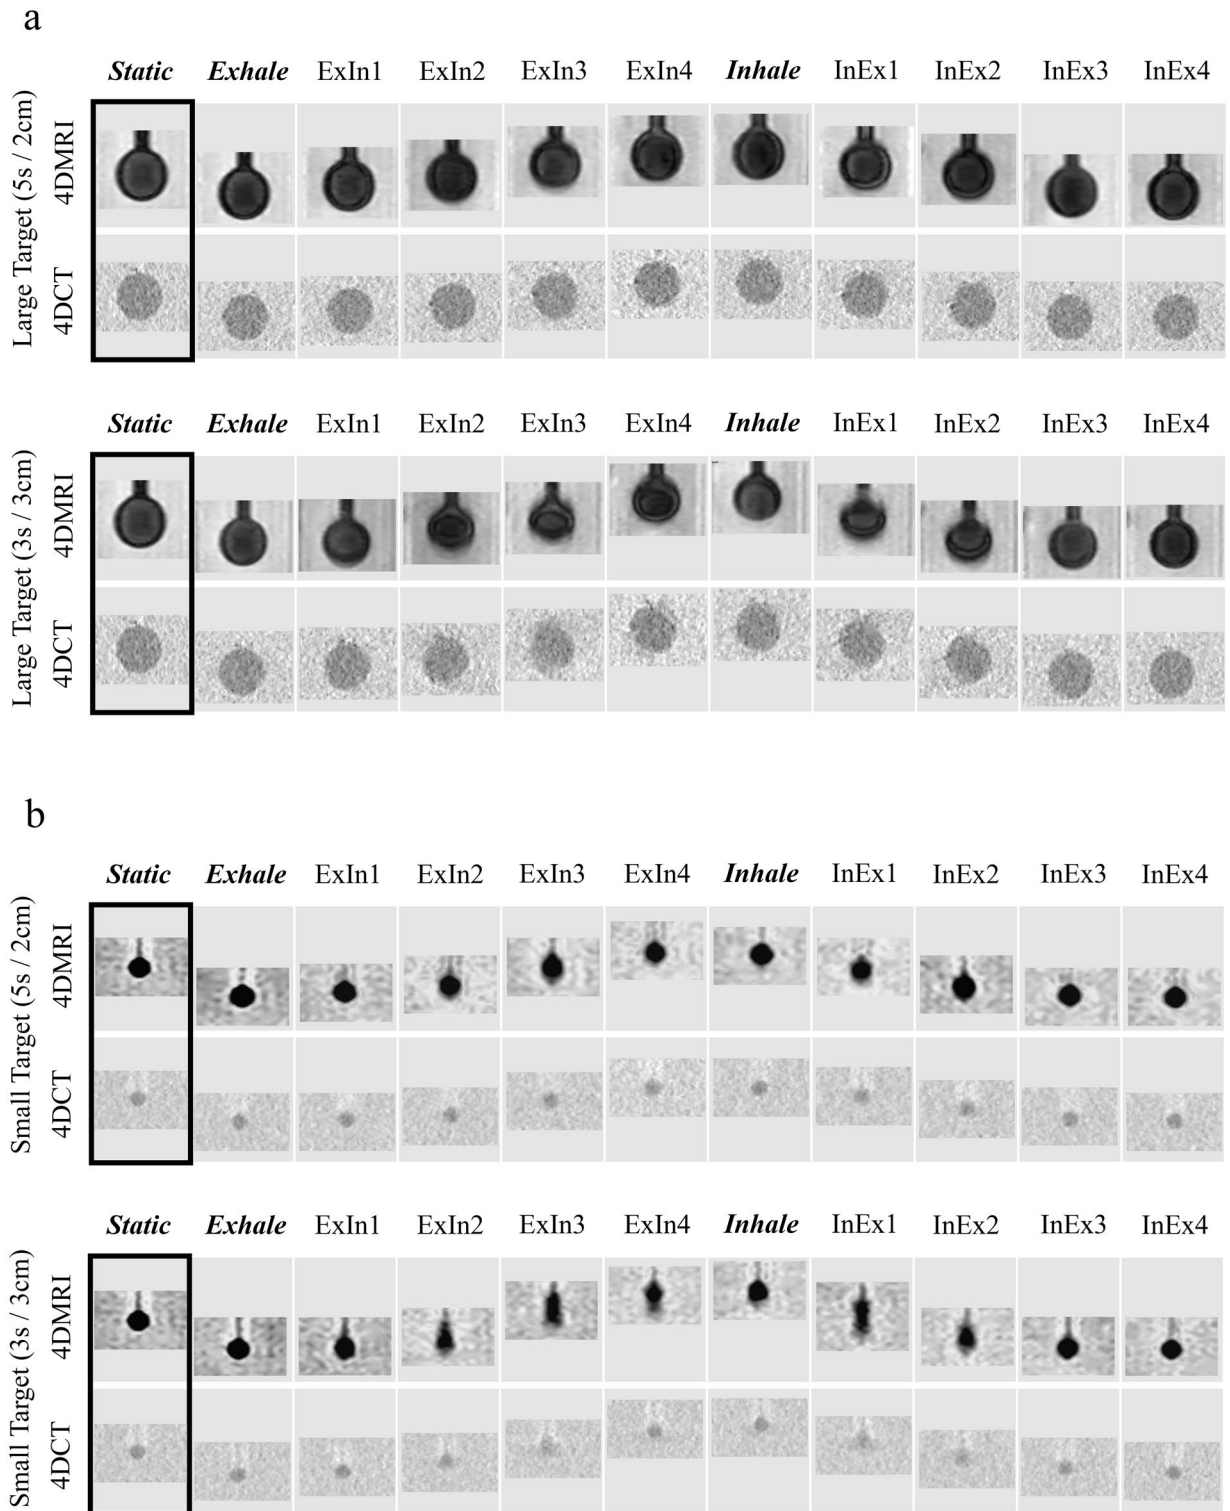 a
Static Exhale ExIn1 ExIn2 ExIn3 ExIn4 Inhale InEx1 InEx2 InEx3 InEx4
Large Target (5s / 2cm)
4DMRI
4DCT
Static Exhale ExIn1 ExIn2 ExIn3 ExIn4 Inhale InEx1 InEx2 InEx3 InEx4
Large Target (3s / 3cm)
4DMRI
4DCT
b
Static Exhale ExIn1 ExIn2 ExIn3 ExIn4 Inhale InEx1 InEx2 InEx3 InEx4
Small Target (5s / 2cm)
4DMRI
4DCT
Static Exhale ExIn1 ExIn2 ExIn3 ExIn4 Inhale InEx1 InEx2 InEx3 InEx4
Small Target (3s / 3cm)
4DMRI
4DCT